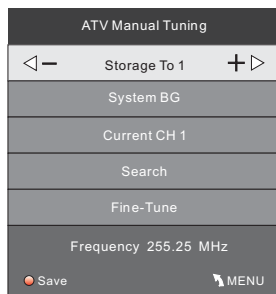 ATV Manual Tuning
Storage To 1
System BG
Current CH 1
Search
Fine-Tune
Frequency 255.25 MHz
Save MENU